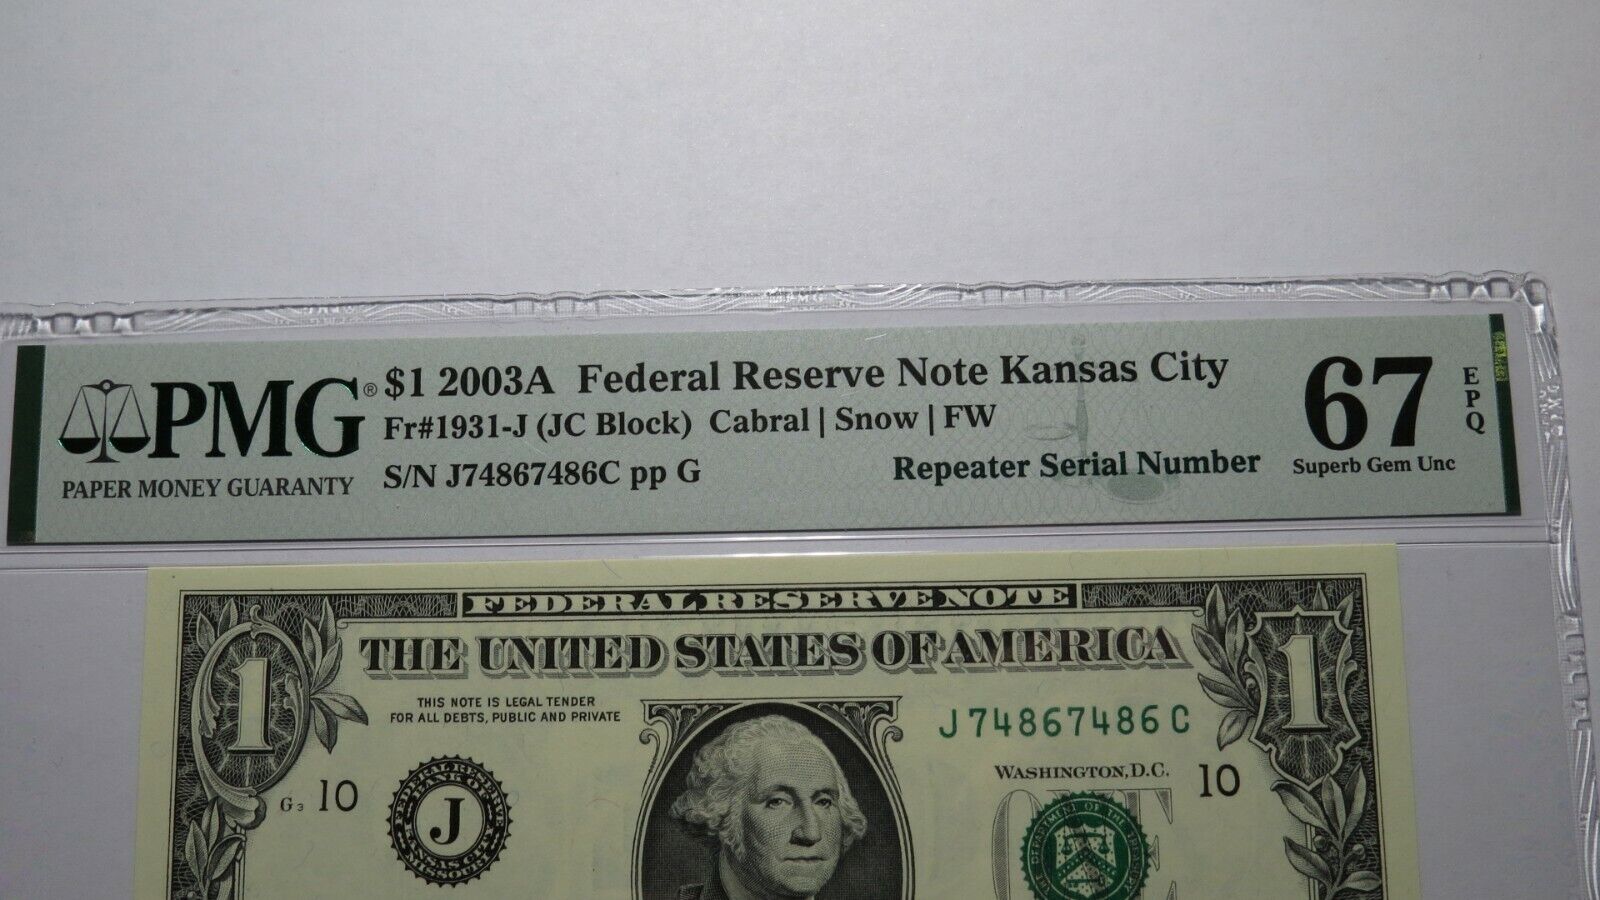 PMG®
PAPER MONEY GUARANTY
$1 2003A Federal Reserve Note Kansas City
Fr#1931-J (JC Block) Cabral | Snow | FW
S/N J74867486C pp G
Repeater Serial Number
67
EPQ
Superb Gem Unc
FEDERAL RESERVE NOTE
THE UNITED STATES OF AMERICA
1
1
THIS NOTE IS LEGAL TENDER
FOR ALL DEBTS, PUBLIC AND PRIVATE
J 74867486 C
WASHINGTON, D.C.
G3 10
10
J